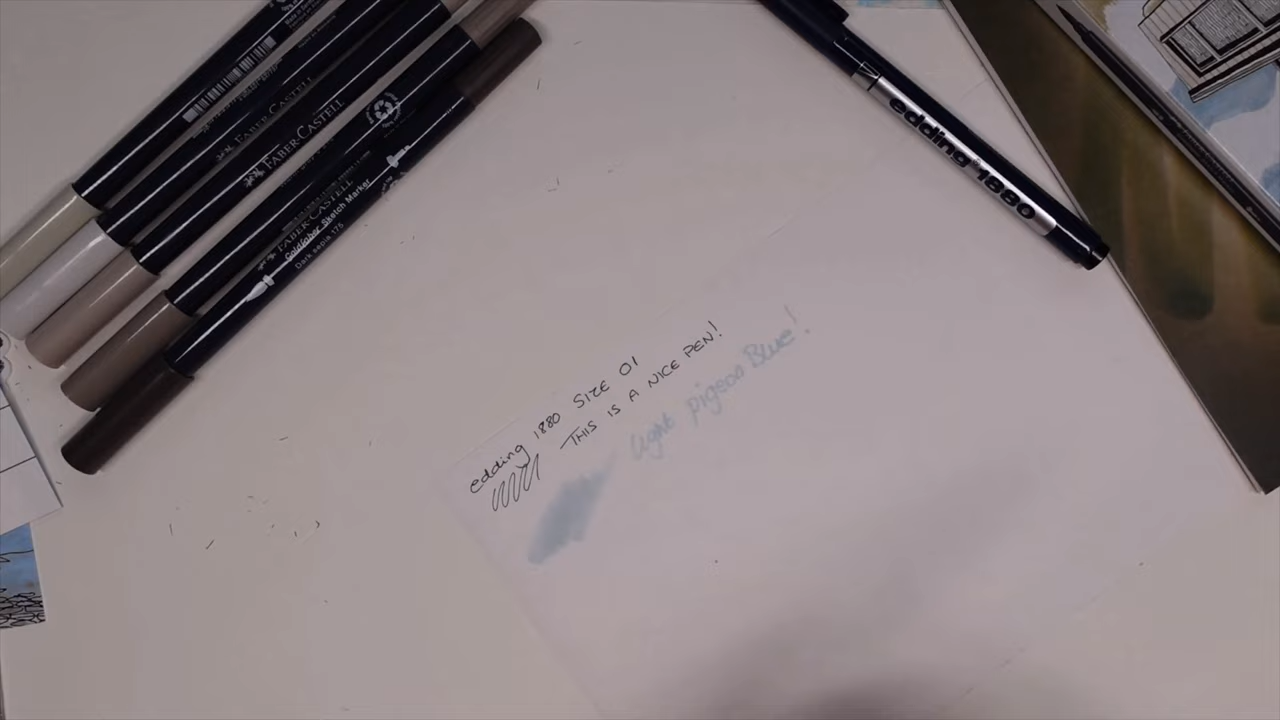 FABER-CASTELL
FABER-CASTELL
FABER-CASTELL
Goldfaber Sketch Marker
Dark sepia 175
edding 1880
edding 1880 SIZE 01
THIS IS A NICE PEN!
light pigeon Blue!